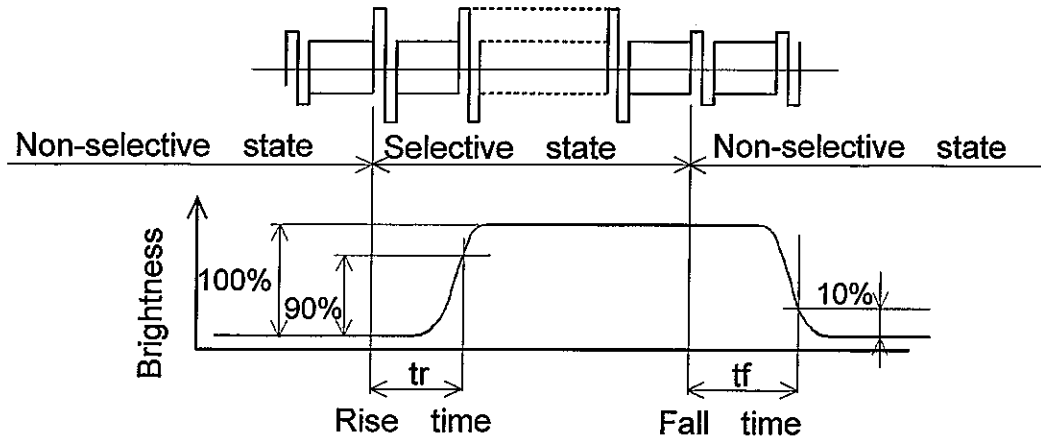 Non-selective state Selective state Non-selective state
Brightness
100%
90%
10%
tr tf
Rise time Fall time